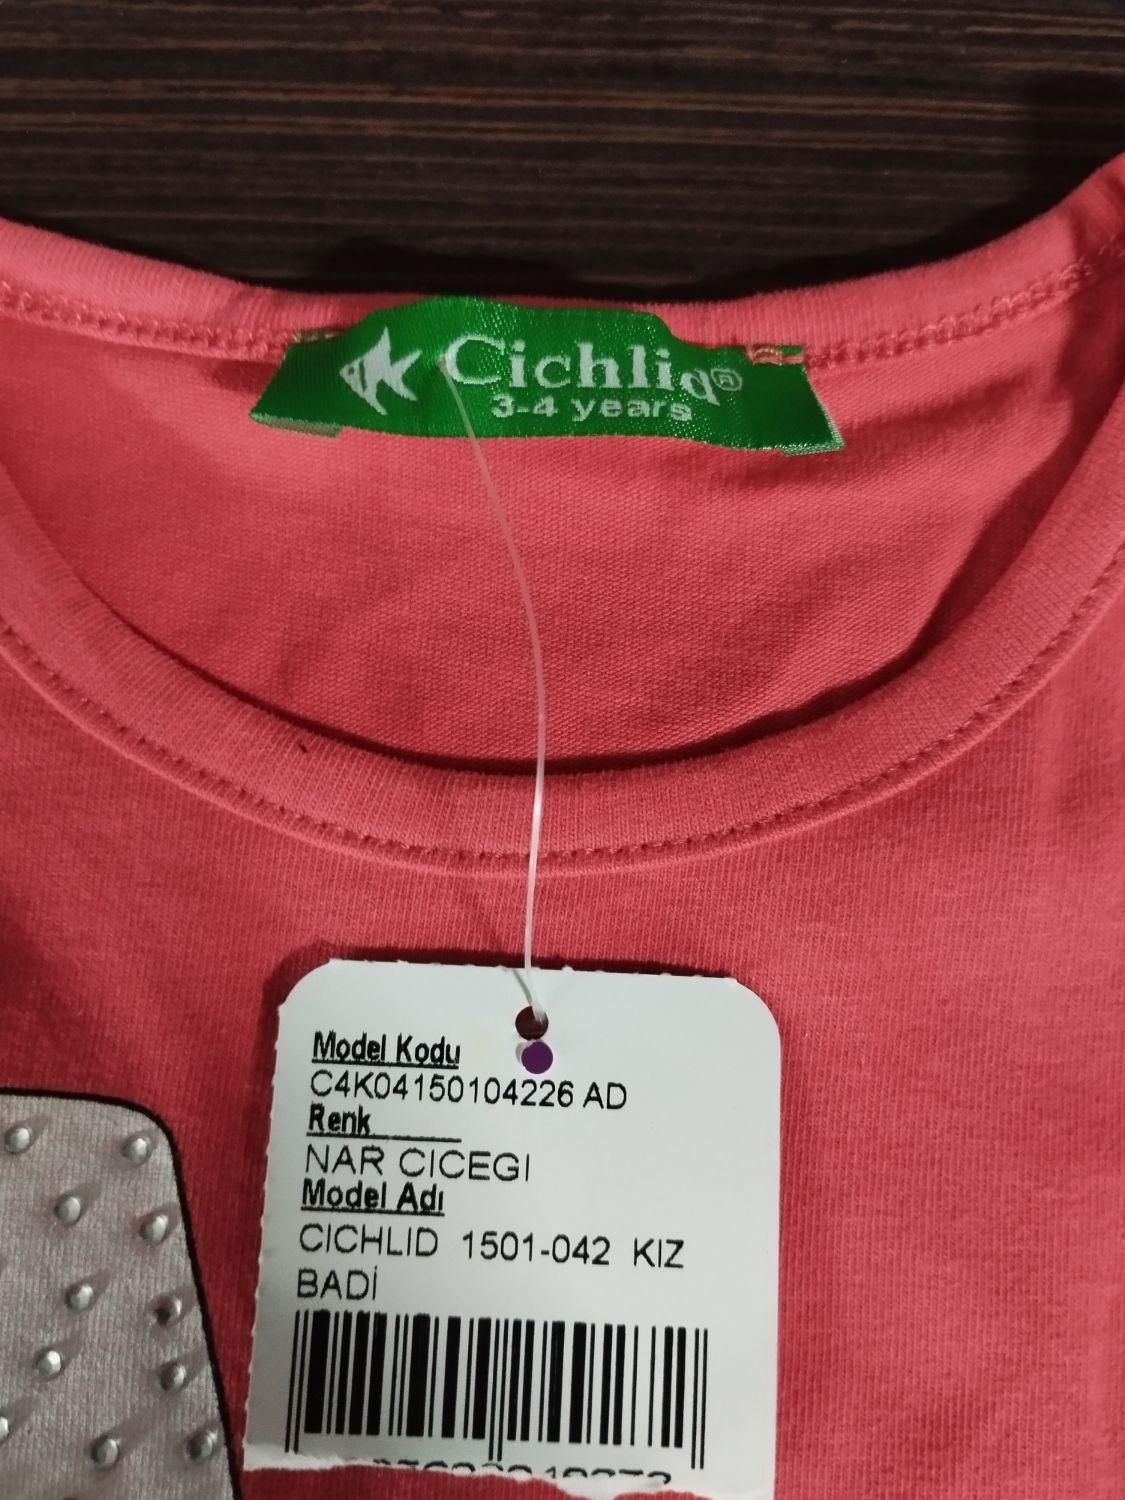 Cichlid®
3-4 years
Model Kodu
C4K04150104226 AD
Renk
NAR CICEGI
Model Adı
CICHLID 1501-042 KIZ
BADİ